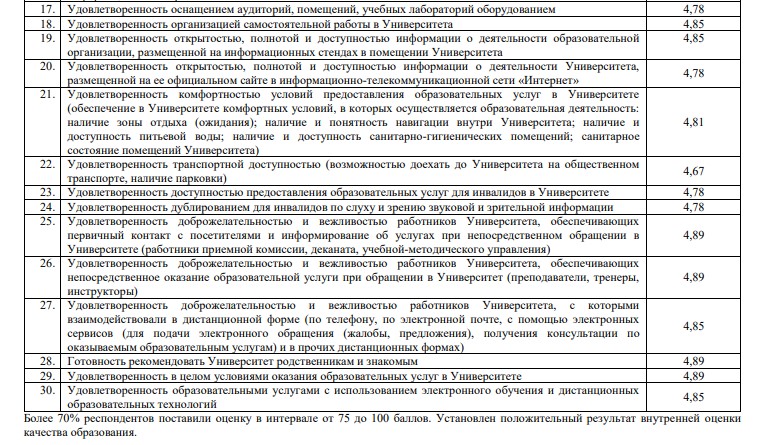 17. Удовлетворенность оснащением аудиторий, помещений, учебных лабораторий оборудованием 4,78
18. Удовлетворенность организацией самостоятельной работы в Университета 4,85
19. Удовлетворенность открытостью, полнотой и доступностью информации о деятельности образовательной 4,85
организации, размещенной на информационных стендах в помещении Университета
20. Удовлетворенность открытостью, полнотой и доступностью информации о деятельности Университета,
размещенная на ее официальном сайте в информационно-телекоммуникационной сети «Интернет» 4,78
21. Удовлетворенность комфортностью условий предоставления образовательных услуг в Университете
(обеспечение в Университете комфортных условий, в которых осуществляется образовательная деятельность:
наличие зоны отдыха (ожидания); наличие и понятность навигации внутри Университета; наличие и 4,81
доступность питьевой воды; наличие и доступность санитарно-гигиенических помещений; санитарное
состояние помещений Университета)
22. Удовлетворенность транспортной доступностью (возможностью доехать до Университета на общественном
транспорте, наличие парковки) 4,67
23. Удовлетворенность доступностью предоставления образовательных услуг для инвалидов в Университете 4,78
24. Удовлетворенность дублированием для инвалидов по слуху и зрению звуковой и зрительной информации 4,78
25. Удовлетворенность доброжелательностью и вежливостью работников Университета, обеспечивающих
первичный контакт с посетителями и информирование об услугах при непосредственном обращении в 4,89
Университете (работники приемной комиссии, деканата, учебной-методического управления)
26. Удовлетворенность доброжелательностью и вежливостью работников Университета, обеспечивающих
непосредственное оказание образовательной услуги при обращении в Университет (преподаватели, тренеры, 4,89
инструкторы)
27. Удовлетворенность доброжелательностью и вежливостью работников Университета, с которыми
взаимодействовали в дистанционной форме (по телефону, по электронной почте, с помощью электронных
сервисов (для подачи электронного обращения (жалобы, предложения), получения консультации по 4,85
оказываемым образовательным услугам) и в прочих дистанционных формах)
28. Готовность рекомендовать Университет родственникам и знакомым 4,89
29. Удовлетворенность в целом условиями оказания образовательных услуг в Университете 4,89
30. Удовлетворенность образовательными услугами с использованием электронного обучения и дистанционных
образовательных технологий 4,85
Более 70% респондентов поставили оценку в интервале от 75 до 100 баллов. Установлен положительный результат внутренней оценки
качества образования.